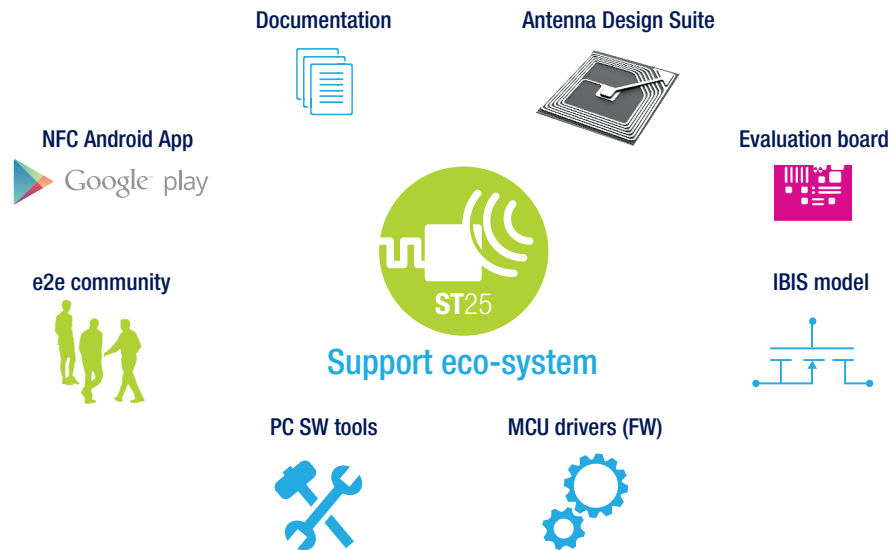 Documentation
Antenna Design Suite
NFC Android App
Google play
Evaluation board
e2e community
ST25
IBIS model
Support eco-system
PC SW tools
MCU drivers (FW)